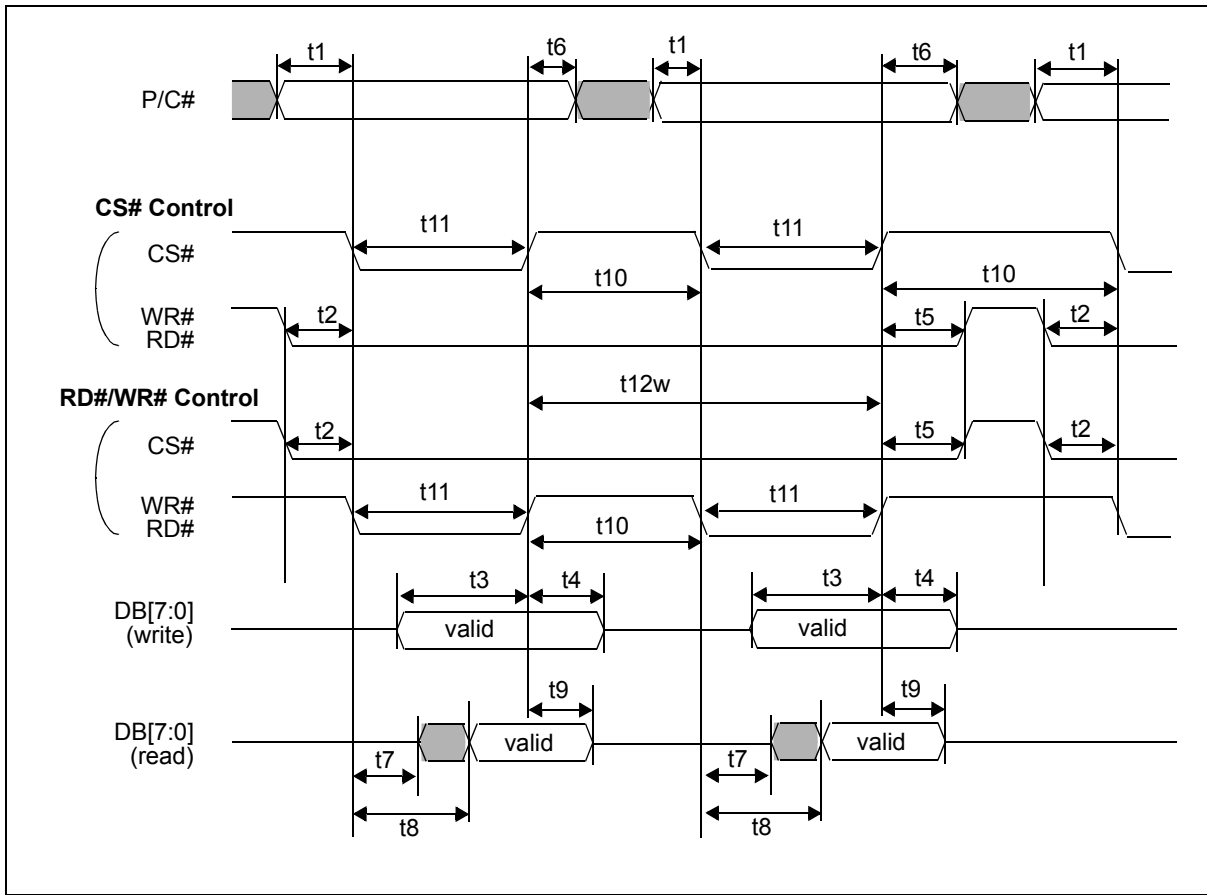 t1 t6 t1 t6 t1
P/C#
CS# Control
CS#
t11 t11
t10 t10
WR#
RD#
t2 t5 t2
t12w
RD#/WR# Control
CS#
t2 t5 t2
WR#
RD#
t11 t11
t10
t3 t4 t3 t4
DB[7:0]
(write)
valid valid
t9 t9
DB[7:0]
(read)
valid valid
t7 t7
t8 t8